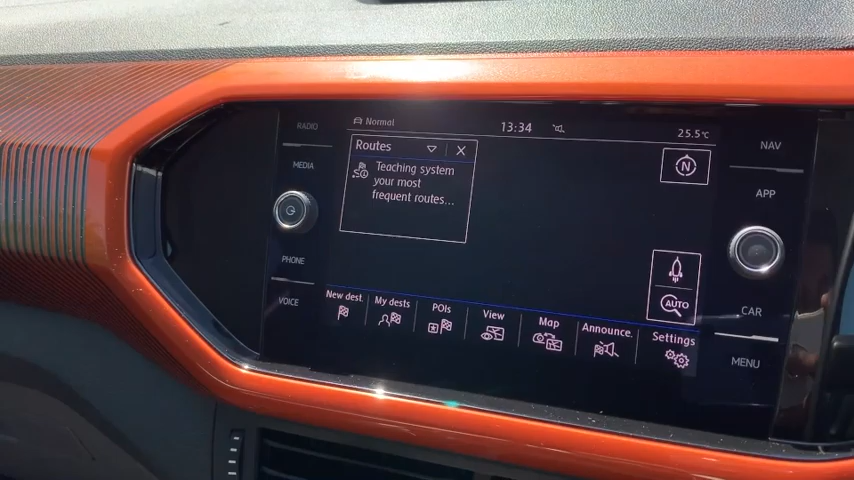 RADIO
MEDIA
PHONE
VOICE
Normal
13:34
25.5°C
Routes
Teaching system
your most
frequent routes...
N
AUTO
New dest.
My dests
POIs
View
Map
Announce.
Settings
NAV
APP
CAR
MENU